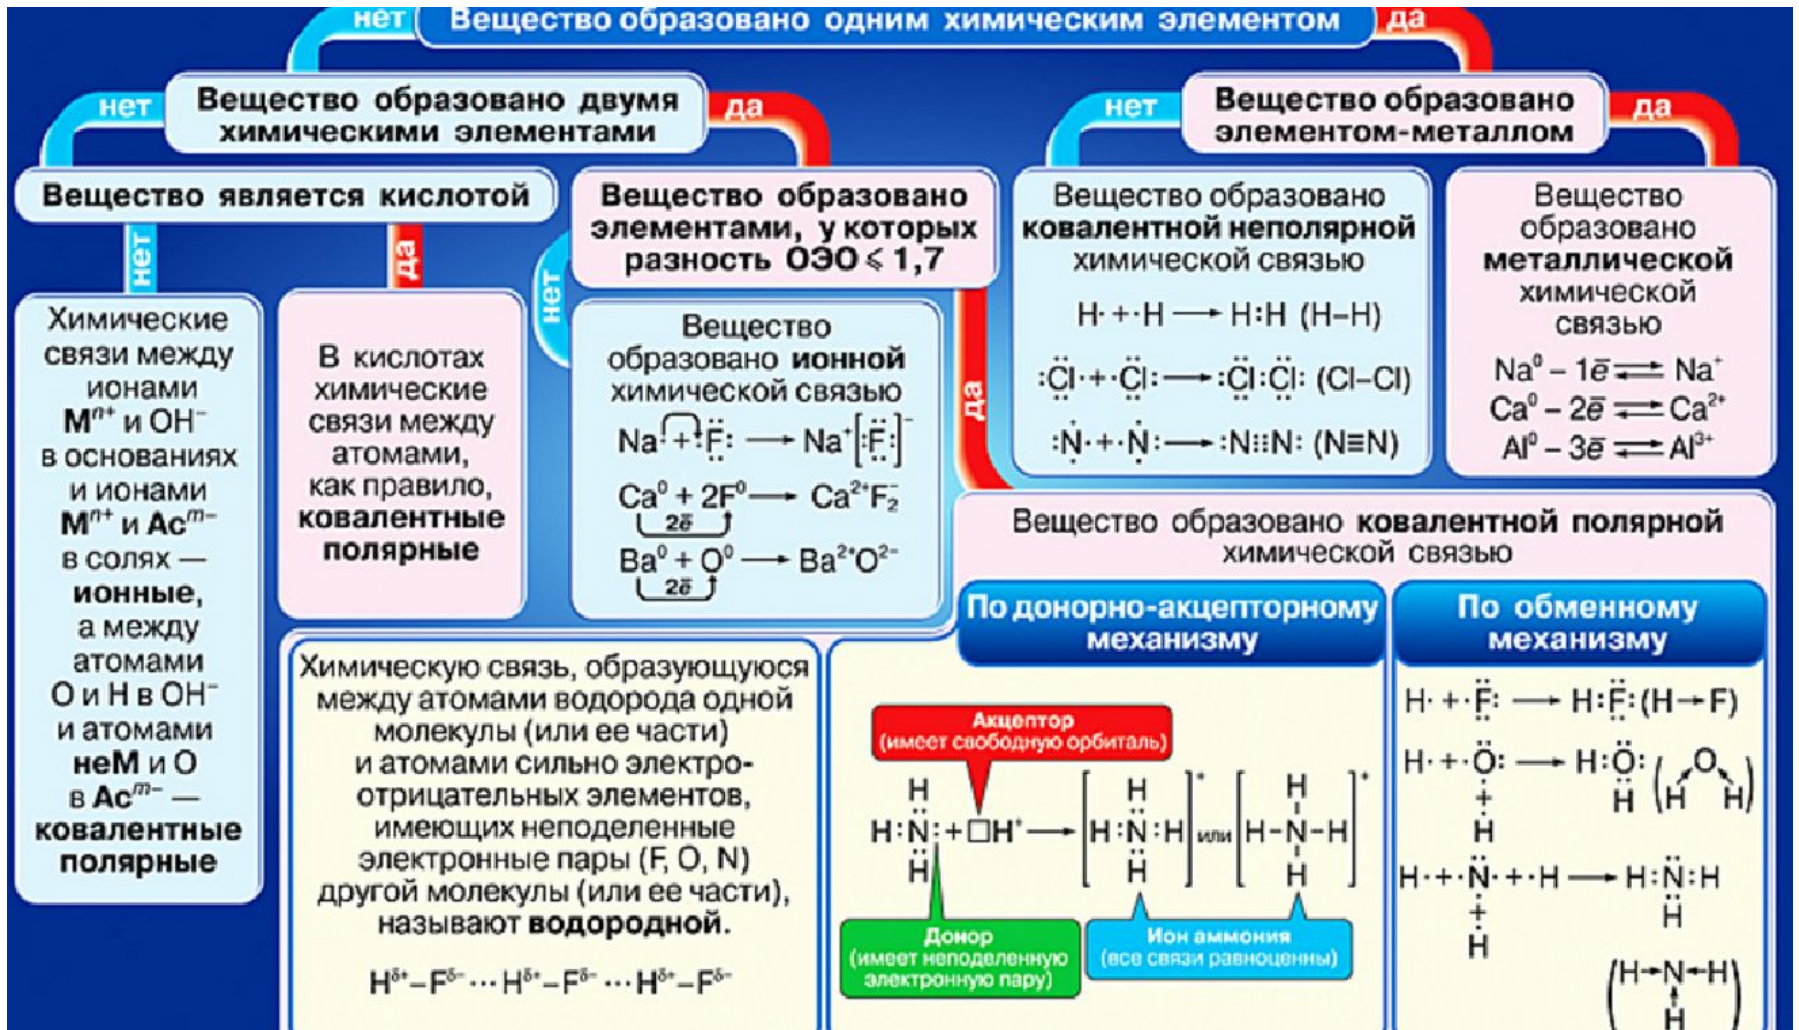 нет
Вещество образовано одним химическим элементом
да
нет
Вещество образовано двумя
химическими элементами
да
нет
Вещество образовано
элементом-металлом
да
Вещество является кислотой
нет
да
Вещество образовано
элементами, у которых
разность ОЭО ⩽ 1,7
нет
да
Вещество образовано
ковалентной неполярной
химической связью
H· + ·H ⟶ H:H (H–H)
:C̈l· + ·C̈l: ⟶ :C̈l:C̈l: (Cl–Cl)
:N· + ·N: ⟶ :N⁝⁝N: (N≡N)
Вещество
образовано
металлической
химической
связью
Na⁰ – 1ē ⇄ Na⁺
Ca⁰ – 2ē ⇄ Ca²⁺
Al⁰ – 3ē ⇄ Al³⁺
Химические
связи между
ионами
Mⁿ⁺ и OH⁻
в основаниях
и ионами
Mⁿ⁺ и Acᵐ⁻
в солях —
ионные,
а между
атомами
O и H в OH⁻
и атомами
неМ и O
в Acᵐ⁻ —
ковалентные
полярные
В кислотах
химические
связи между
атомами,
как правило,
ковалентные
полярные
Вещество
образовано ионной
химической связью
Na· + ·F̈: ⟶ Na⁺[:F̈:]⁻
Ca⁰ + 2F⁰ ⟶ Ca²⁺F₂⁻
2ē
Ba⁰ + O⁰ ⟶ Ba²⁺O²⁻
2ē
Вещество образовано ковалентной полярной
химической связью
По донорно-акцепторному
механизму
Акцептор
(имеет свободную орбиталь)
H H H
H:N: + □H⁺ ⟶ [H:N:H]⁺ или [H–N–H]⁺
H H H
Донор
(имеет неподеленную
электронную пару)
Ион аммония
(все связи равноценны)
По обменному
механизму
H· + ·F̈: ⟶ H:F̈: (H→F)
H· + ·Ö: ⟶ H:Ö: (H O H)
+ H
H
H· + ·N̈· + ·H ⟶ H:N̈:H
+ H
H
(H→N←H)
H
Химическую связь, образующуюся
между атомами водорода одной
молекулы (или ее части)
и атомами сильно электро-
отрицательных элементов,
имеющих неподеленные
электронные пары (F, O, N)
другой молекулы (или ее части),
называют водородной.
Hᵟ⁺–Fᵟ⁻ ··· Hᵟ⁺–Fᵟ⁻ ··· Hᵟ⁺–Fᵟ⁻